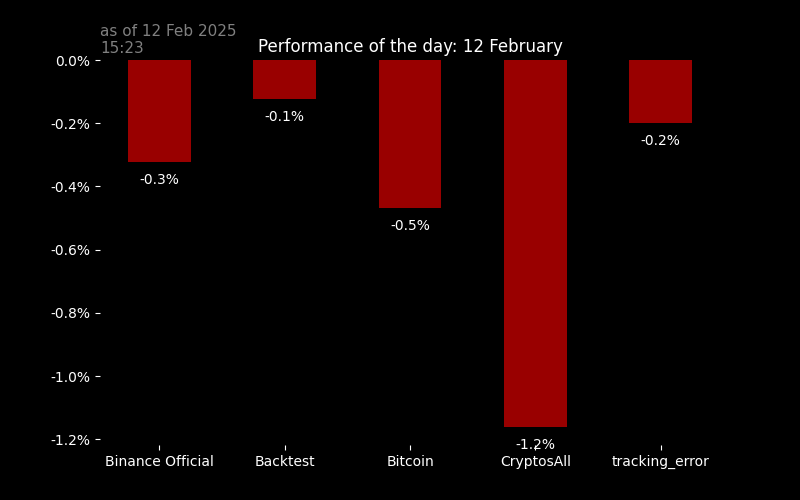 as of 12 Feb 2025
15:23
Performance of the day: 12 February
0.0%
-0.2%
-0.4%
-0.6%
-0.8%
-1.0%
-1.2%
-0.3%
-0.1%
-0.5%
-1.2%
-0.2%
Binance Official
Backtest
Bitcoin
CryptosAll
tracking_error